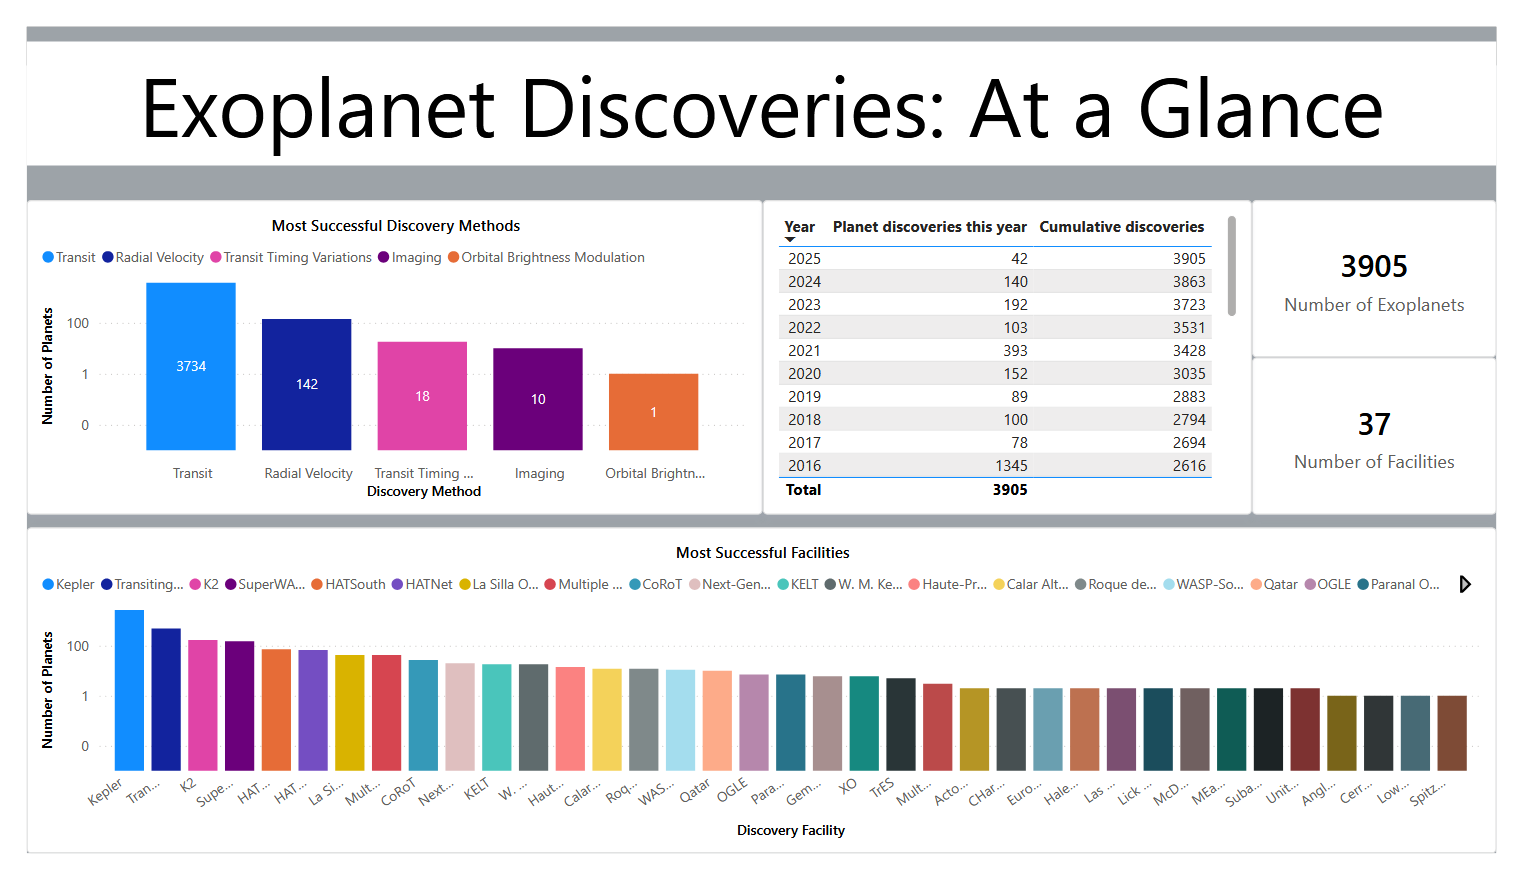 Exoplanet Discoveries: At a Glance
Most Successful Discovery Methods
Transit Radial Velocity Transit Timing Variations Imaging Orbital Brightness Modulation
Number of Planets
100
1
0
3734
142
18
10
1
Transit Radial Velocity Transit Timing ... Imaging Orbital Brightn...
Discovery Method
Year Planet discoveries this year Cumulative discoveries
2025 42 3905
2024 140 3863
2023 192 3723
2022 103 3531
2021 393 3428
2020 152 3035
2019 89 2883
2018 100 2794
2017 78 2694
2016 1345 2616
Total 3905
3905
Number of Exoplanets
37
Number of Facilities
Most Successful Facilities
Kepler Transiting... K2 SuperWA... HATSouth HATNet La Silla O... Multiple ... CoRoT Next-Gen... KELT W. M. Ke... Haute-Pr... Calar Alt... Roque de... WASP-So... Qatar OGLE Paranal O...
Number of Planets
100
1
0
Kepler Tran... K2 Supe... HAT... HAT... La Si... Mult... CoRoT Next... KELT W. ... Haut... Calar... Roq... WAS... Qatar OGLE Para... Gem... XO TrES Mult... Acto... CHar... Euro... Hale... Las ... Lick ... McD... MEa... Suba... Unit... Angl... Cerr... Low... Spitz...
Discovery Facility